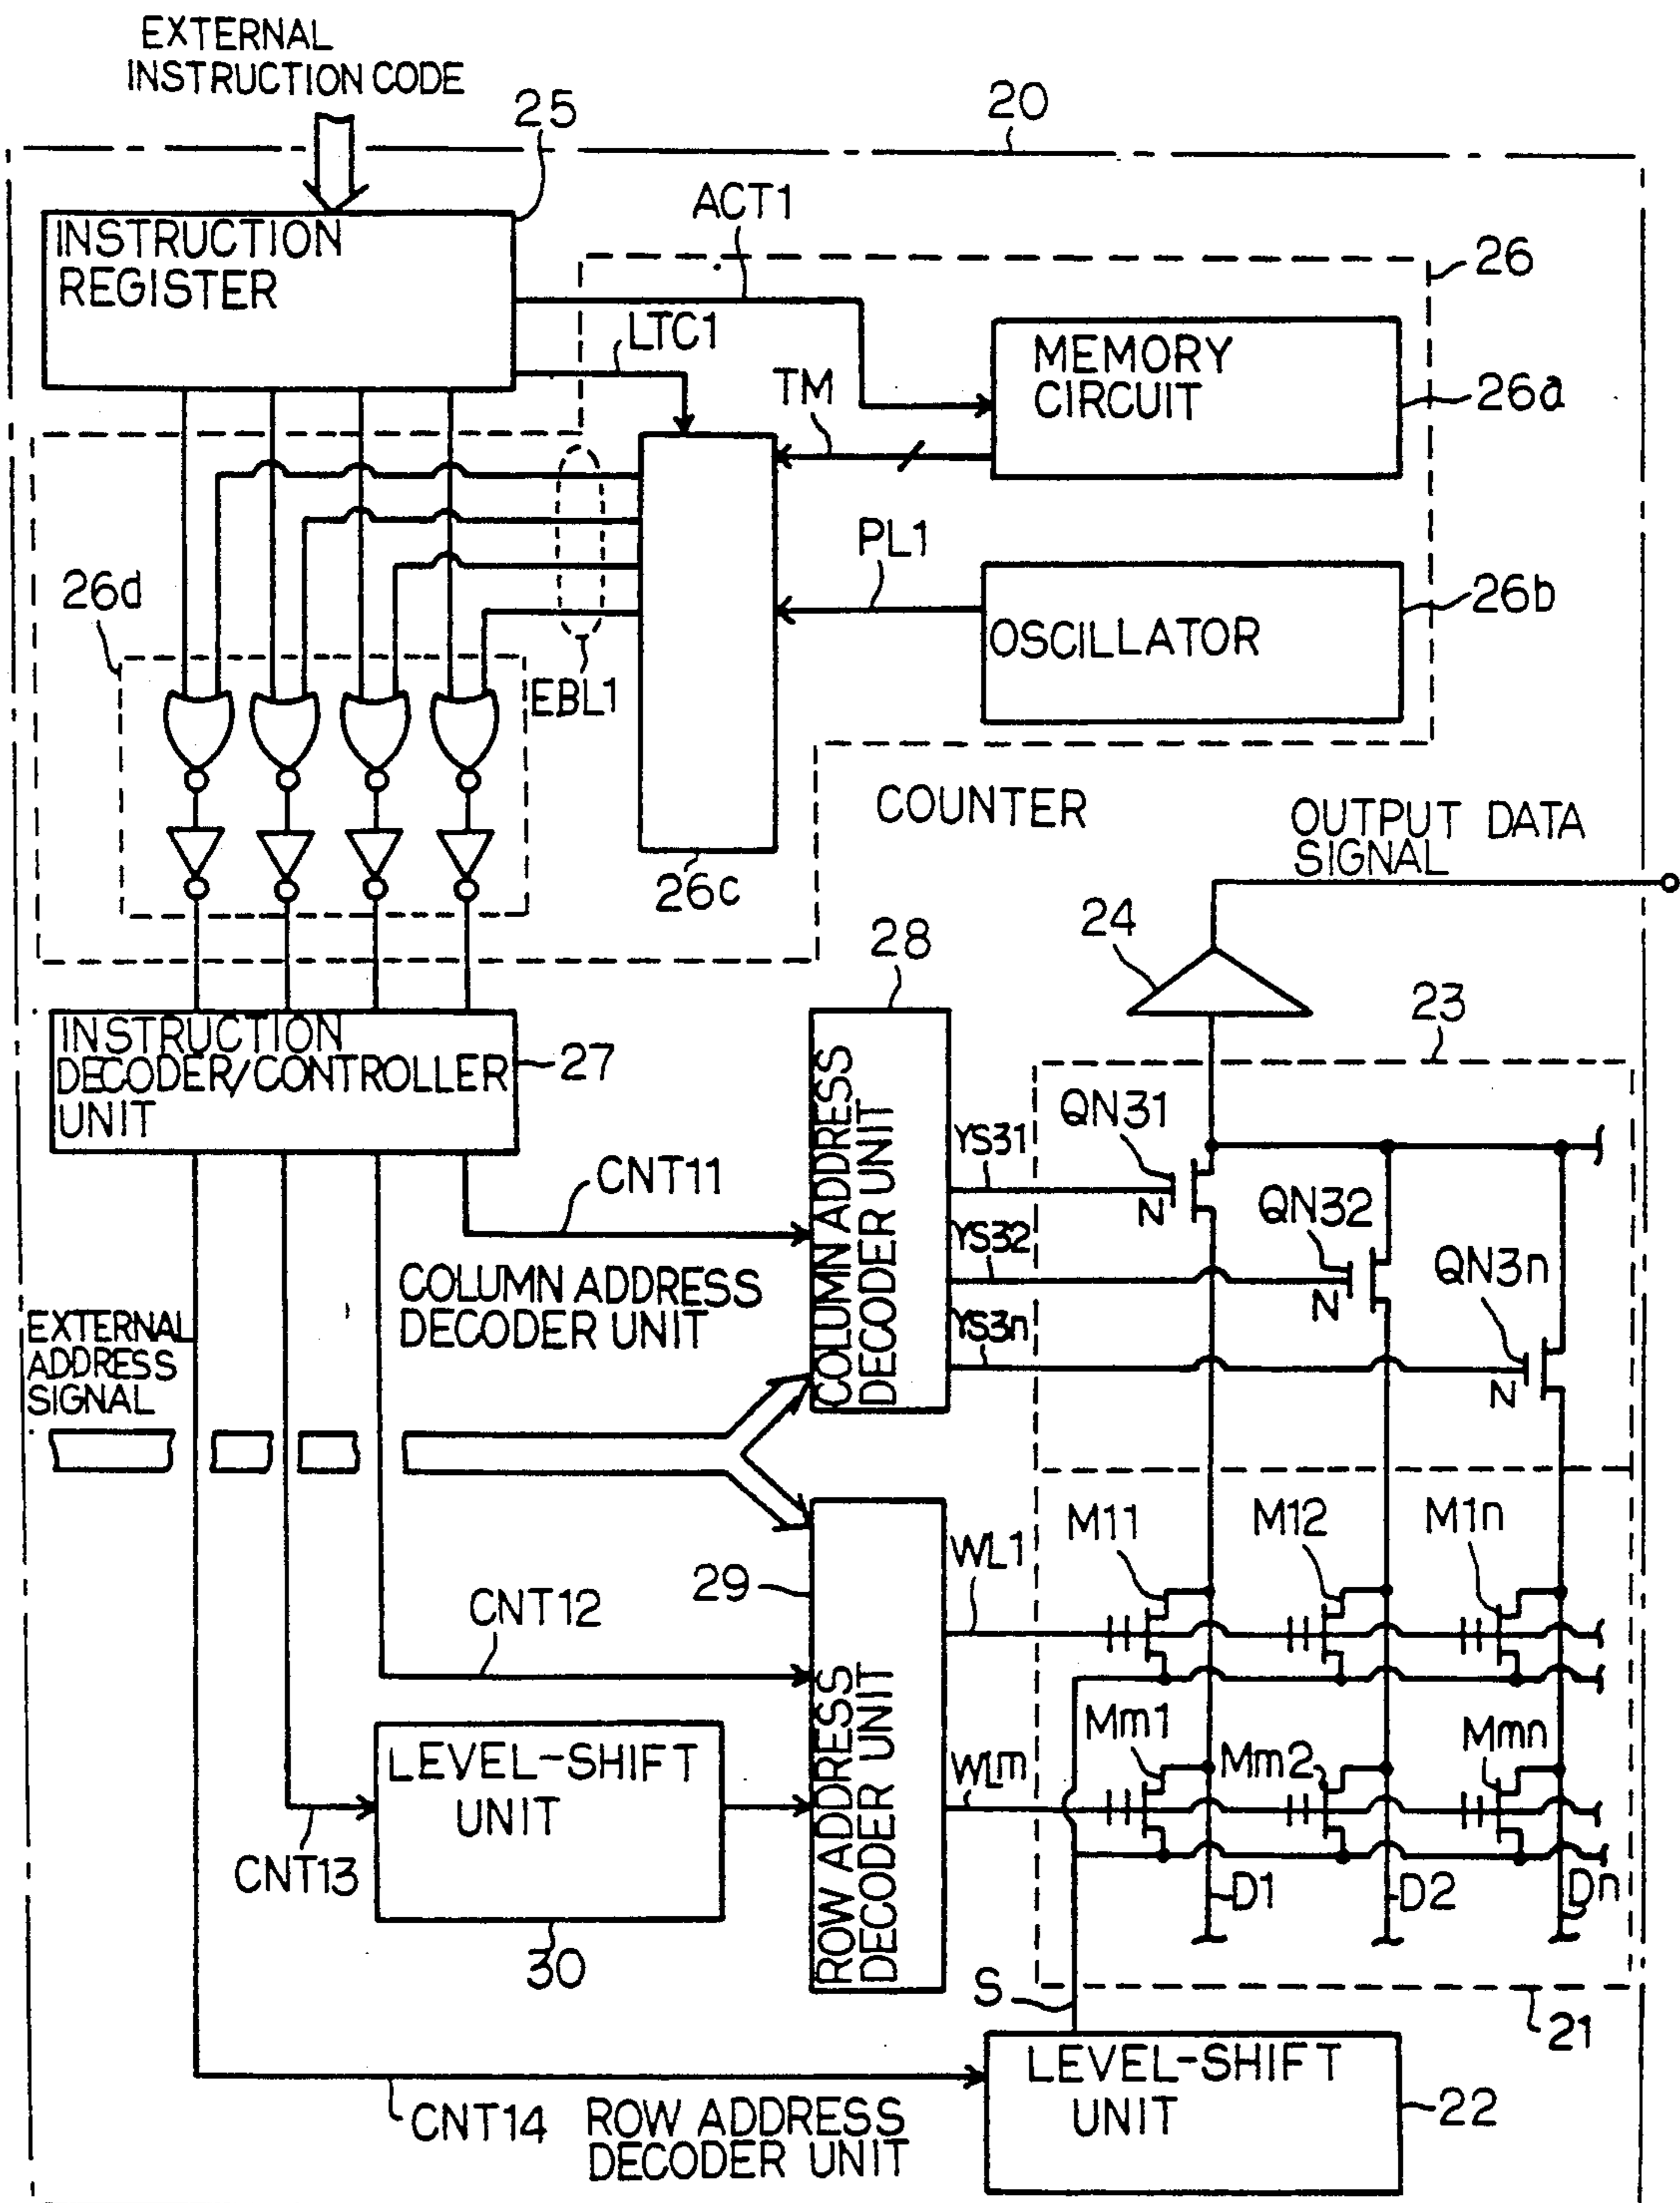 EXTERNAL
INSTRUCTION CODE
25
20
INSTRUCTION
REGISTER
ACT1
LTC1
26
MEMORY
CIRCUIT
26a
TM
PL1
26b
OSCILLATOR
26d
EBL1
COUNTER
26c
OUTPUT DATA
SIGNAL
24
28
23
INSTRUCTION
DECODER/CONTROLLER
UNIT
27
COLUMN ADDRESS
DECODER UNIT
QN31
YS31
N
CNT11
QN32
YS32
N
QN3n
YS3n
N
COLUMN ADDRESS
DECODER UNIT
EXTERNAL
ADDRESS
SIGNAL
29
ROW ADDRESS
DECODER UNIT
WL1
M11
M12
M1n
CNT12
LEVEL-SHIFT
UNIT
30
CNT13
WLm
Mm1
Mm2
Mmn
D1
D2
Dn
S
21
LEVEL-SHIFT
UNIT
22
CNT14
ROW ADDRESS
DECODER UNIT